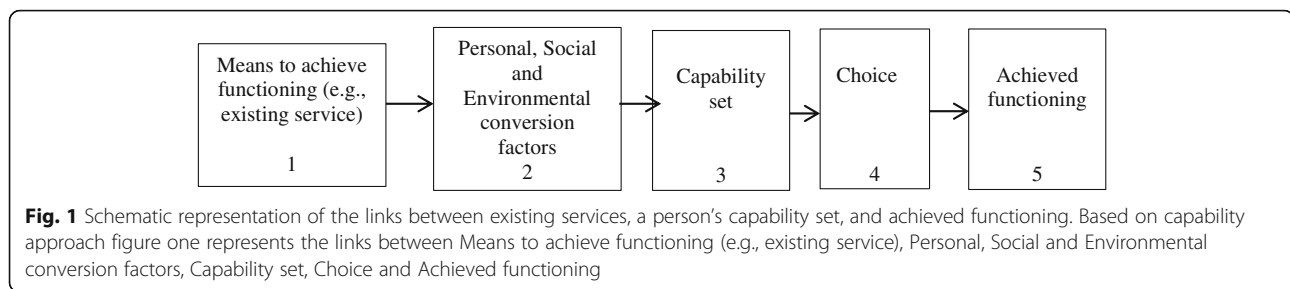 Means to achieve
functioning (e.g.,
existing service)
1
Personal, Social
and
Environmental
conversion
factors
2
Capability
set
3
Choice
4
Achieved
functioning
5
Fig. 1 Schematic representation of the links between existing services, a person’s capability set, and achieved functioning. Based on capability
approach figure one represents the links between Means to achieve functioning (e.g., existing service), Personal, Social and Environmental
conversion factors, Capability set, Choice and Achieved functioning